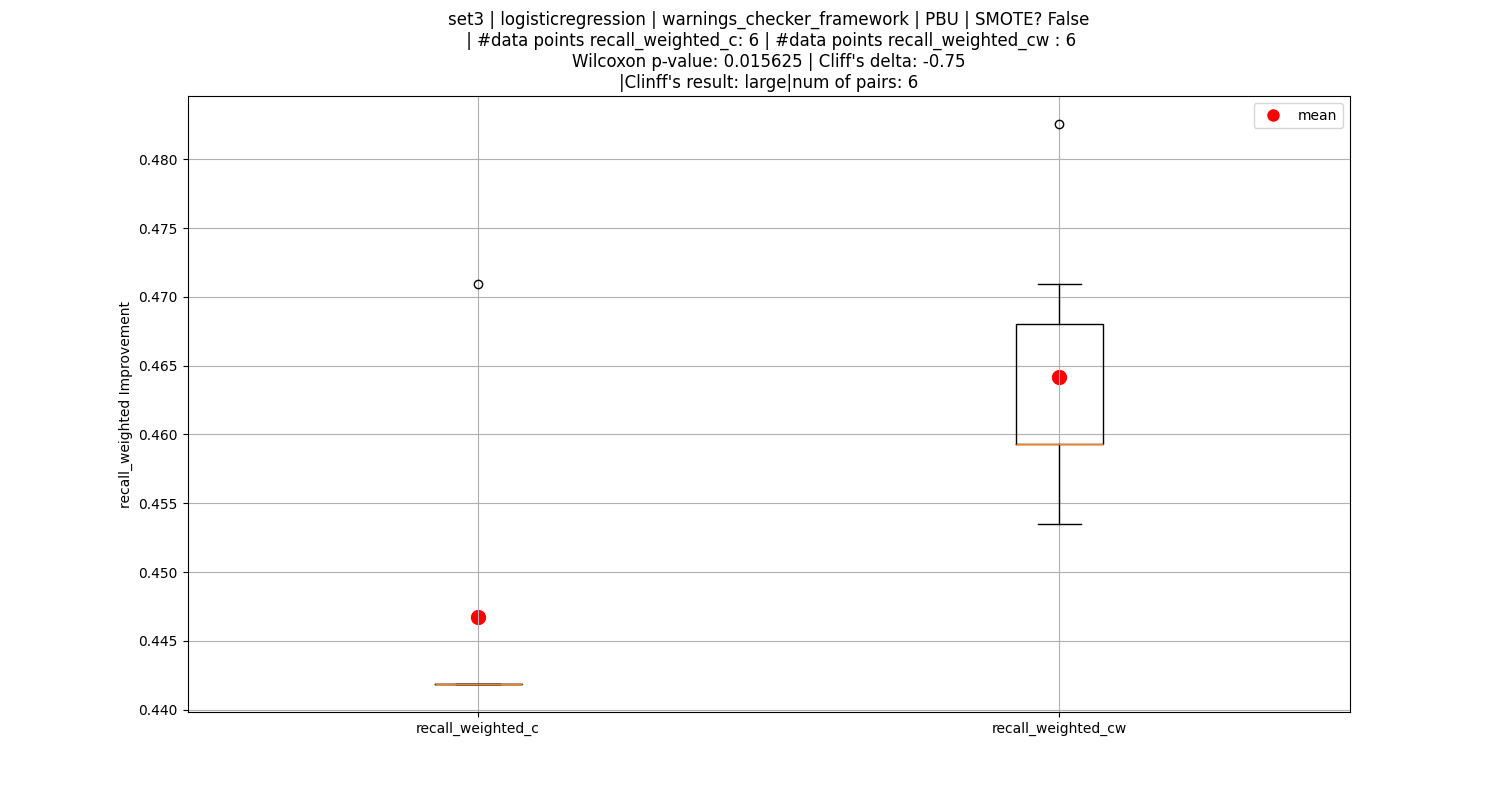 set3 | logisticregression | warnings_checker_framework | PBU | SMOTE? False
| #data points recall_weighted_c: 6 | #data points recall_weighted_cw : 6
Wilcoxon p-value: 0.015625 | Cliff's delta: -0.75
|Clinff's result: large|num of pairs: 6
mean
0.480
0.475
0.470
0.465
0.460
0.455
0.450
0.445
0.440
recall_weighted Improvement
recall_weighted_c
recall_weighted_cw